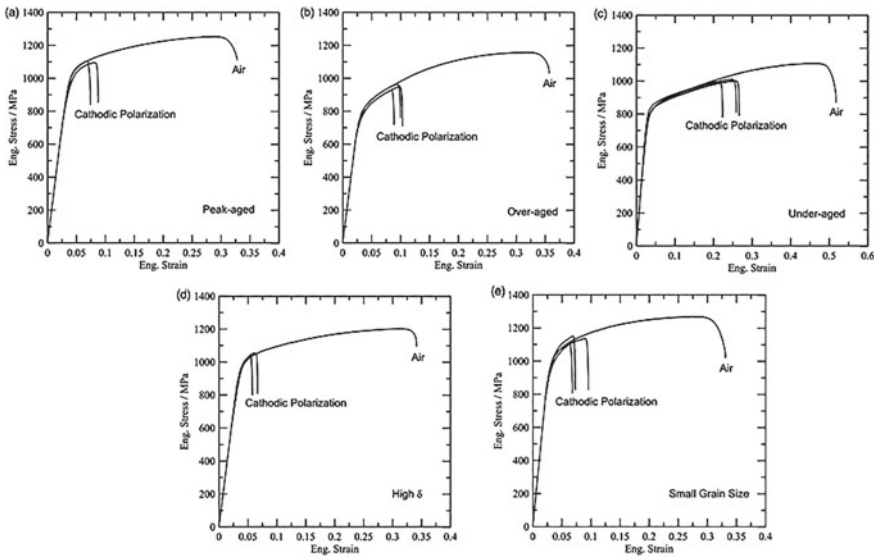 (a)
Eng. Stress / MPa
1400
1200
1000
800
600
400
200
0
Air
Cathodic Polarization
Peak-aged
0 0.05 0.1 0.15 0.2 0.25 0.3 0.35 0.4
Eng. Strain
(b)
Eng. Stress / MPa
1400
1200
1000
800
600
400
200
0
Air
Cathodic Polarization
Over-aged
0 0.05 0.1 0.15 0.2 0.25 0.3 0.35 0.4
Eng. Strain
(c)
Eng. Stress / MPa
1400
1200
1000
800
600
400
200
0
Air
Cathodic Polarization
Under-aged
0 0.1 0.2 0.3 0.4 0.5 0.6
Eng. Strain
(d)
Eng. Stress / MPa
1400
1200
1000
800
600
400
200
0
Air
Cathodic Polarization
High δ
0 0.05 0.1 0.15 0.2 0.25 0.3 0.35 0.4
Eng. Strain
(e)
Eng. Stress / MPa
1400
1200
1000
800
600
400
200
0
Air
Cathodic Polarization
Small Grain Size
0 0.05 0.1 0.15 0.2 0.25 0.3 0.35 0.4
Eng. Strain